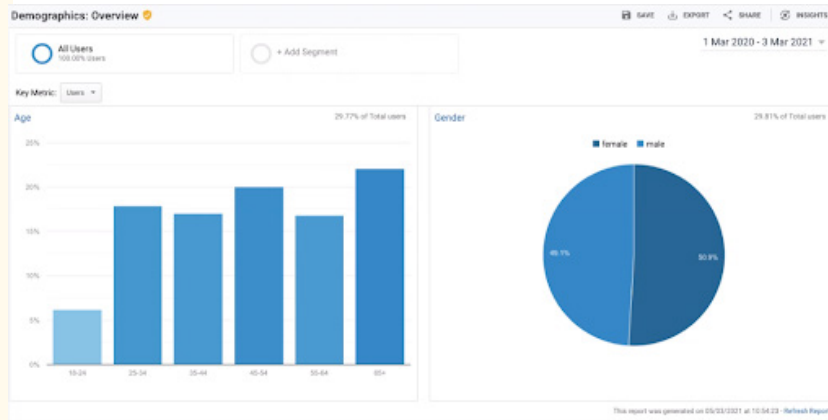 Demographics: Overview
SAVE EXPORT SHARE INSIGHTS
All Users
100.00% Users
+ Add Segment
1 Mar 2020 - 3 Mar 2021
Key Metric: Users
Age
29.77% of Total users
25%
20%
15%
10%
5%
0%
18-24 25-34 35-44 45-54 55-64 65+
Gender
29.81% of Total users
female male
49.1%
50.9%
This report was generated on 05/03/2021 at 10:54:23 - Refresh Report